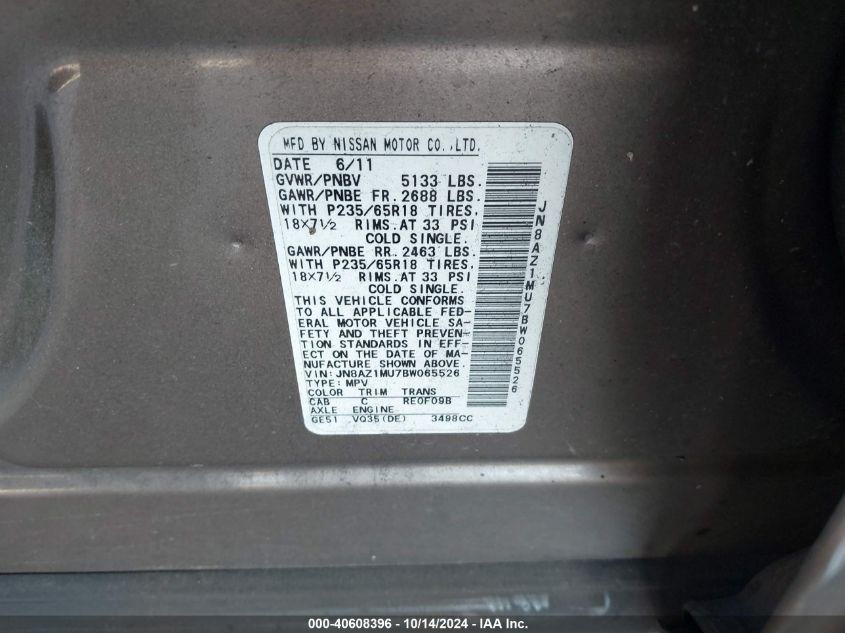 MFD BY NISSAN MOTOR CO.,LTD.
DATE 6/11
GVWR/PNBV 5133 LBS.
GAWR/PNBE FR. 2688 LBS.
WITH P235/65R18 TIRES,
18×7½ RIMS, AT 33 PSI
COLD SINGLE.
GAWR/PNBE RR. 2463 LBS.
WITH P235/65R18 TIRES,
18×7½ RIMS, AT 33 PSI
COLD SINGLE.
THIS VEHICLE CONFORMS
TO ALL APPLICABLE FED-
ERAL MOTOR VEHICLE SA-
FETY AND THEFT PREVEN-
TION STANDARDS IN EFF-
ECT ON THE DATE OF MA-
NUFACTURE SHOWN ABOVE.
VIN: JN8AZ1MU7BW065526
TYPE: MPV
COLOR TRIM TRANS
CAB C RE0F09B
AXLE ENGINE
GE51 VQ35(DE) 3498CC
JN8AZ1MU7BW065526
000-40608396 - 10/14/2024 - Copyright © IAA, Inc.